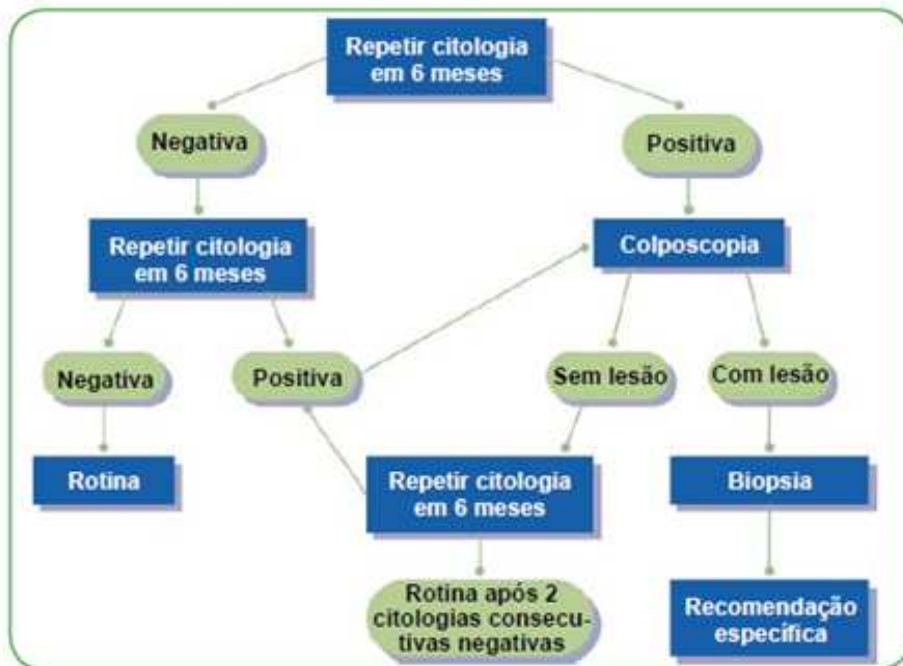 Repetir citologia
em 6 meses
Negativa
Positiva
Repetir citologia
em 6 meses
Colposcopia
Negativa
Positiva
Sem lesão
Com lesão
Rotina
Repetir citologia
em 6 meses
Biopsia
Rotina após 2
citologias consecu-
tivas negativas
Recomendação
específica